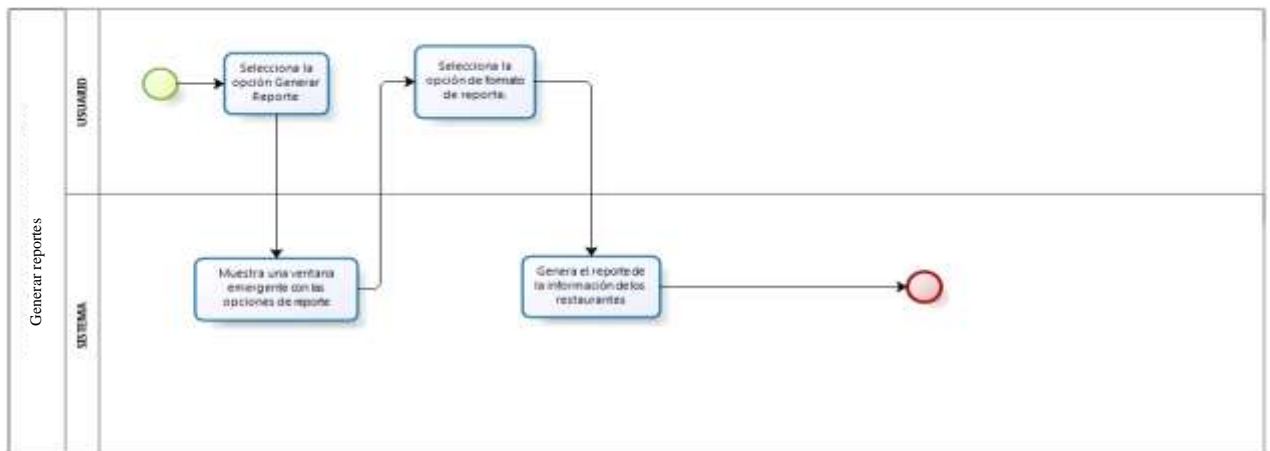 Generar reportes
USUARIO
Selecciona la
opción Generar
Reporte
Selecciona la
opción de formato
de reporte.
SISTEMA
Muestra una ventana
emergente con las
opciones de reporte
Genera el reporte de
la información de los
restaurantes